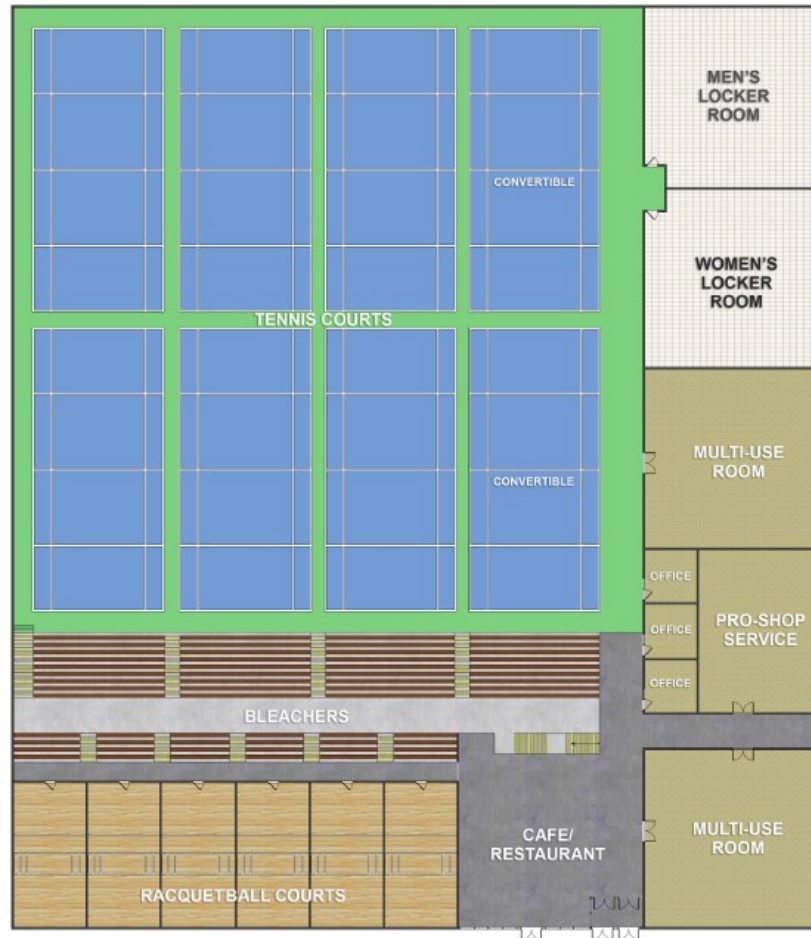 MEN'S
LOCKER
ROOM
CONVERTIBLE
WOMEN'S
LOCKER
ROOM
TENNIS COURTS
MULTI-USE
ROOM
CONVERTIBLE
OFFICE
OFFICE
OFFICE
PRO-SHOP
SERVICE
BLEACHERS
CAFE/
RESTAURANT
MULTI-USE
ROOM
RACQUETBALL COURTS